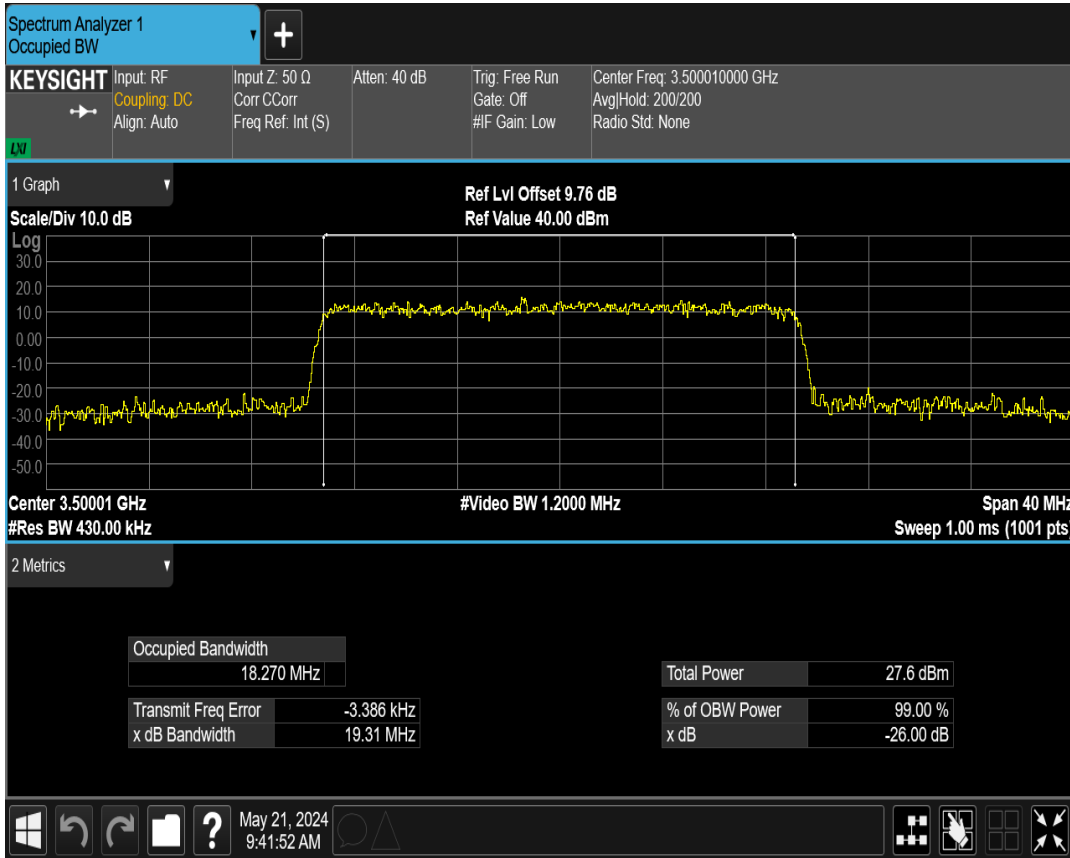 Spectrum Analyzer 1
Occupied BW
KEYSIGHT
LXI
Input: RF
Coupling: DC
Align: Auto
Input Z: 50 Ω
Corr CCorr
Freq Ref: Int (S)
Atten: 40 dB
Trig: Free Run
Gate: Off
#IF Gain: Low
Center Freq: 3.500010000 GHz
Avg|Hold: 200/200
Radio Std: None
1 Graph
Scale/Div 10.0 dB
Ref Lvl Offset 9.76 dB
Ref Value 40.00 dBm
Log
30.0
20.0
10.0
0.00
-10.0
-20.0
-30.0
-40.0
-50.0
Center 3.50001 GHz
#Video BW 1.2000 MHz
Span 40 MHz
#Res BW 430.00 kHz
Sweep 1.00 ms (1001 pts)
2 Metrics
Occupied Bandwidth
18.270 MHz
Total Power 27.6 dBm
Transmit Freq Error -3.386 kHz
% of OBW Power 99.00 %
x dB Bandwidth 19.31 MHz
x dB -26.00 dB
?
May 21, 2024
9:41:52 AM